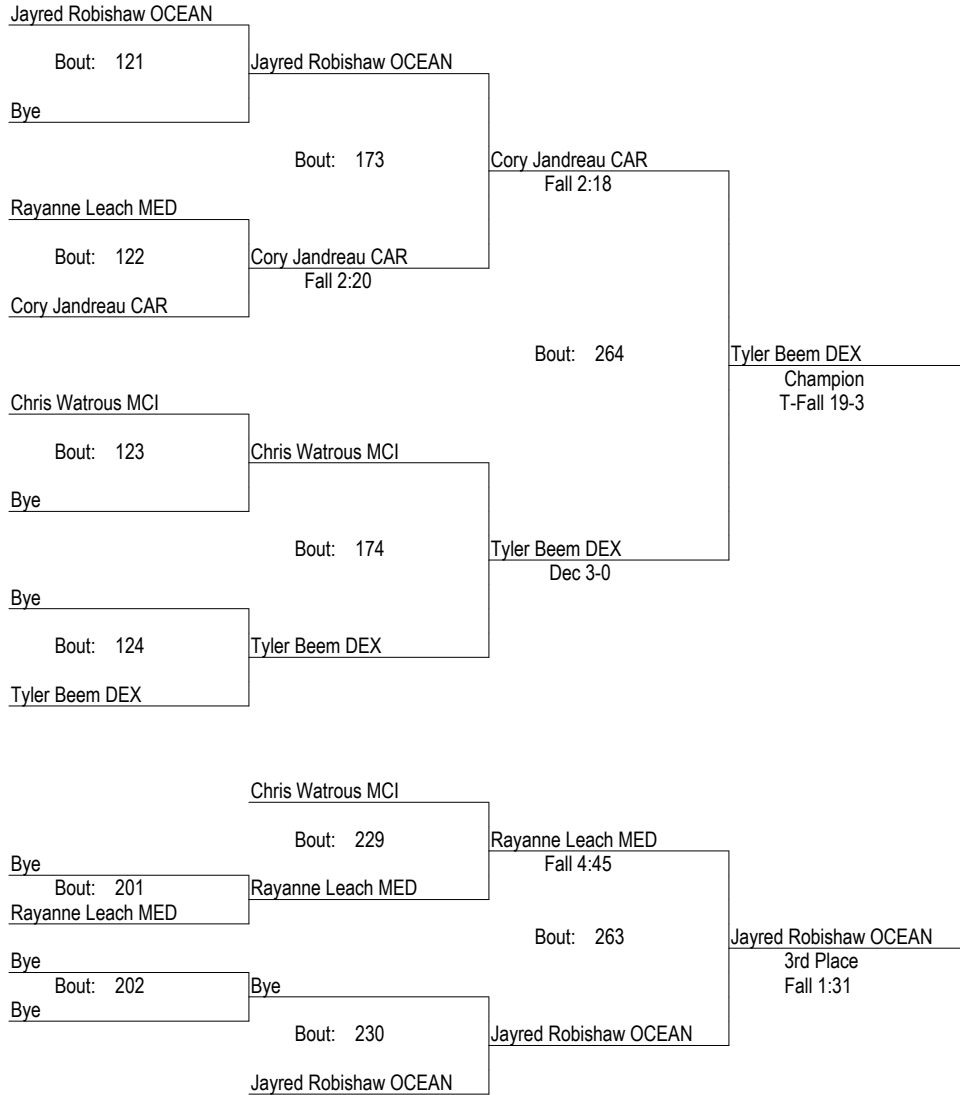 Jayred Robishaw OCEAN
Bout: 121
Jayred Robishaw OCEAN
Bye
Bout: 173
Cory Jandreau CAR
Fall 2:18
Rayanne Leach MED
Bout: 122
Cory Jandreau CAR
Fall 2:20
Cory Jandreau CAR
Bout: 264
Tyler Beem DEX
Champion
T-Fall 19-3
Chris Watrous MCI
Bout: 123
Chris Watrous MCI
Bye
Bout: 174
Tyler Beem DEX
Dec 3-0
Bye
Bout: 124
Tyler Beem DEX
Tyler Beem DEX
Chris Watrous MCI
Bout: 229
Rayanne Leach MED
Fall 4:45
Bye
Bout: 201
Rayanne Leach MED
Rayanne Leach MED
Bout: 263
Jayred Robishaw OCEAN
3rd Place
Fall 1:31
Bye
Bout: 202
Bye
Bye
Bout: 230
Jayred Robishaw OCEAN
Jayred Robishaw OCEAN